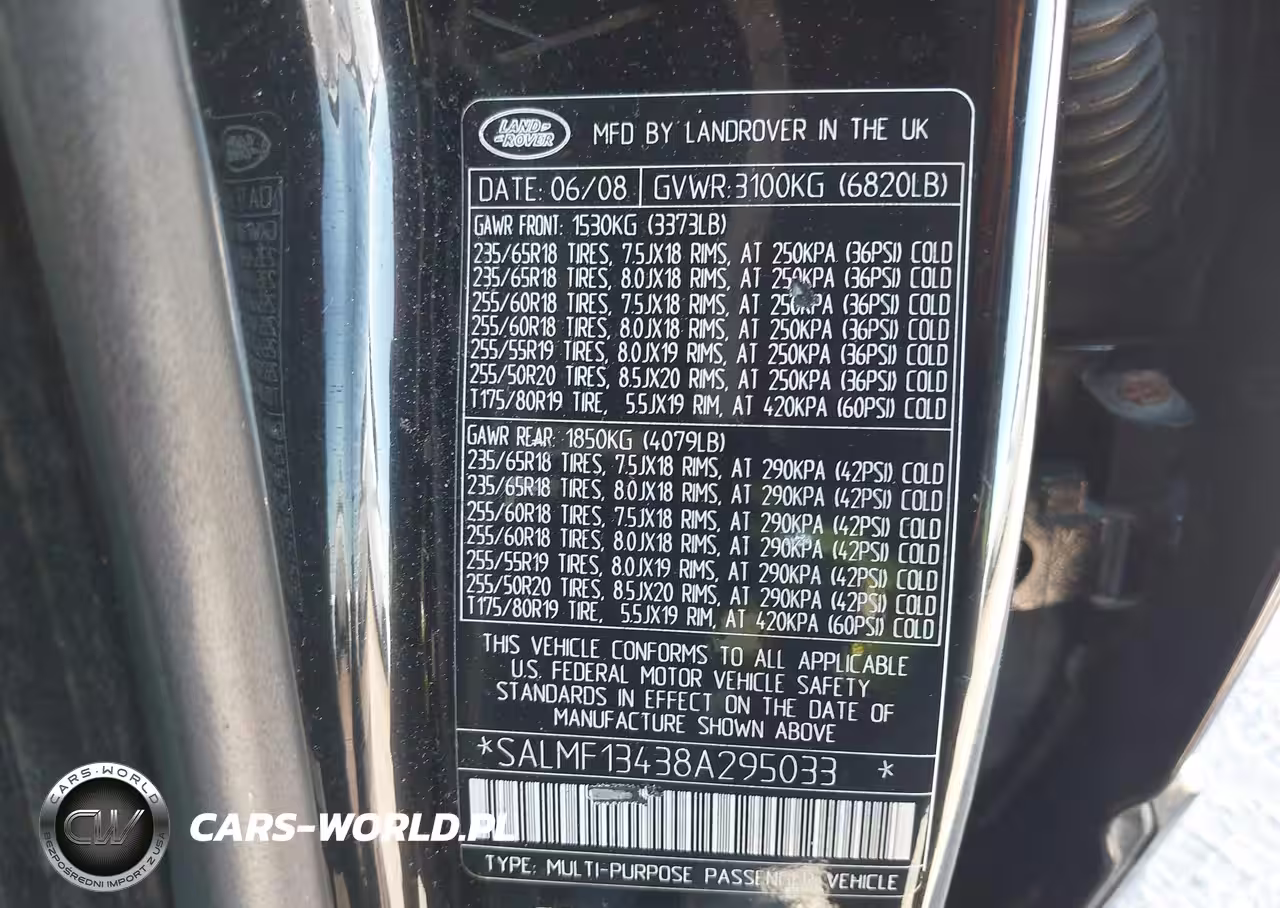 LAND-
-ROVER
MFD BY LANDROVER IN THE UK
DATE: 06/08
GVWR:3100KG (6820LB)
GAWR FRONT: 1530KG (3373LB)
235/65R18 TIRES, 7.5JX18 RIMS, AT 250KPA (36PSI) COLD
235/65R18 TIRES, 8.0JX18 RIMS, AT 250KPA (36PSI) COLD
255/60R18 TIRES, 7.5JX18 RIMS, AT 250KPA (36PSI) COLD
255/60R18 TIRES, 8.0JX18 RIMS, AT 250KPA (36PSI) COLD
255/55R19 TIRES, 8.0JX19 RIMS, AT 250KPA (36PSI) COLD
255/50R20 TIRES, 8.5JX20 RIMS, AT 250KPA (36PSI) COLD
T175/80R19 TIRE, 5.5JX19 RIM, AT 420KPA (60PSI) COLD
GAWR REAR: 1850KG (4079LB)
235/65R18 TIRES, 7.5JX18 RIMS, AT 290KPA (42PSI) COLD
235/65R18 TIRES, 8.0JX18 RIMS, AT 290KPA (42PSI) COLD
255/60R18 TIRES, 7.5JX18 RIMS, AT 290KPA (42PSI) COLD
255/60R18 TIRES, 8.0JX18 RIMS, AT 290KPA (42PSI) COLD
255/55R19 TIRES, 8.0JX19 RIMS, AT 290KPA (42PSI) COLD
255/50R20 TIRES, 8.5JX20 RIMS, AT 290KPA (42PSI) COLD
T175/80R19 TIRE, 5.5JX19 RIM, AT 420KPA (60PSI) COLD
THIS VEHICLE CONFORMS TO ALL APPLICABLE
U.S. FEDERAL MOTOR VEHICLE SAFETY
STANDARDS IN EFFECT ON THE DATE OF
MANUFACTURE SHOWN ABOVE
*SALMF13438A295033 *
TYPE: MULTI-PURPOSE PASSENGER VEHICLE
CARS-WORLD
CW
BEZPOŚREDNI IMPORT Z USA
CARS-WORLD.PL